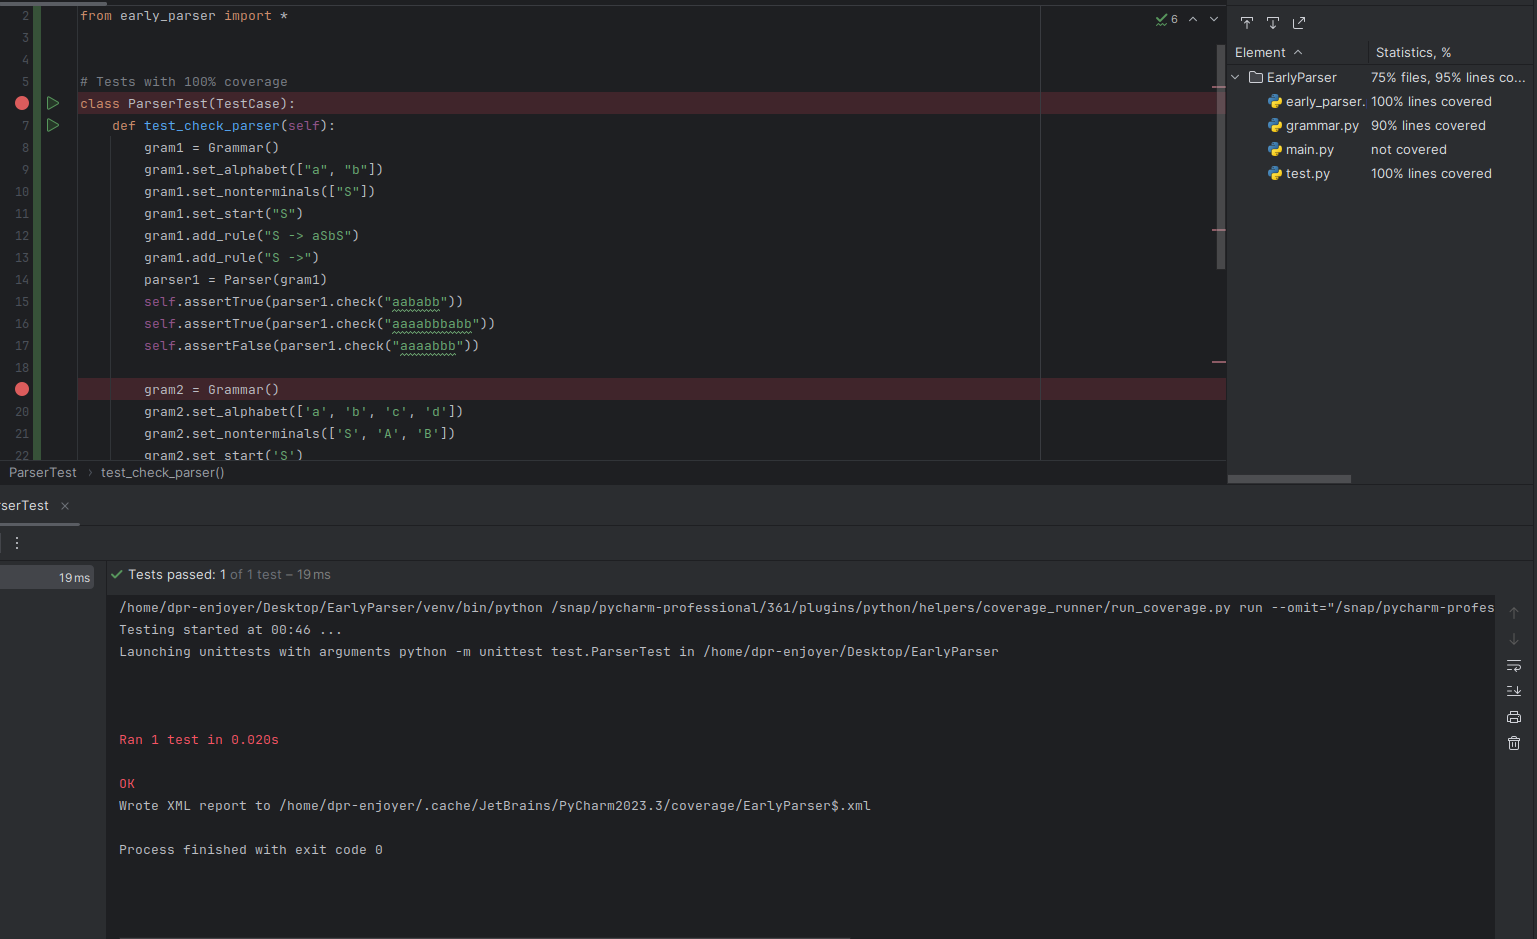 2 from early_parser import *
3
4
5 # Tests with 100% coverage
class ParserTest(TestCase):
7 def test_check_parser(self):
8 gram1 = Grammar()
9 gram1.set_alphabet(["a", "b"])
10 gram1.set_nonterminals(["S"])
11 gram1.set_start("S")
12 gram1.add_rule("S -> aSbS")
13 gram1.add_rule("S ->")
14 parser1 = Parser(gram1)
15 self.assertTrue(parser1.check("aababb"))
16 self.assertTrue(parser1.check("aaaabbbabb"))
17 self.assertFalse(parser1.check("aaaabbb"))
18
gram2 = Grammar()
20 gram2.set_alphabet(['a', 'b', 'c', 'd'])
21 gram2.set_nonterminals(['S', 'A', 'B'])
22 gram2.set_start('S')
6
Element Statistics, %
EarlyParser 75% files, 95% lines co...
early_parser. 100% lines covered
grammar.py 90% lines covered
main.py not covered
test.py 100% lines covered
ParserTest › test_check_parser()
rserTest ×
19 ms
Tests passed: 1 of 1 test – 19 ms
/home/dpr-enjoyer/Desktop/EarlyParser/venv/bin/python /snap/pycharm-professional/361/plugins/python/helpers/coverage_runner/run_coverage.py run --omit="/snap/pycharm-profes
Testing started at 00:46 ...
Launching unittests with arguments python -m unittest test.ParserTest in /home/dpr-enjoyer/Desktop/EarlyParser
Ran 1 test in 0.020s
OK
Wrote XML report to /home/dpr-enjoyer/.cache/JetBrains/PyCharm2023.3/coverage/EarlyParser$.xml
Process finished with exit code 0